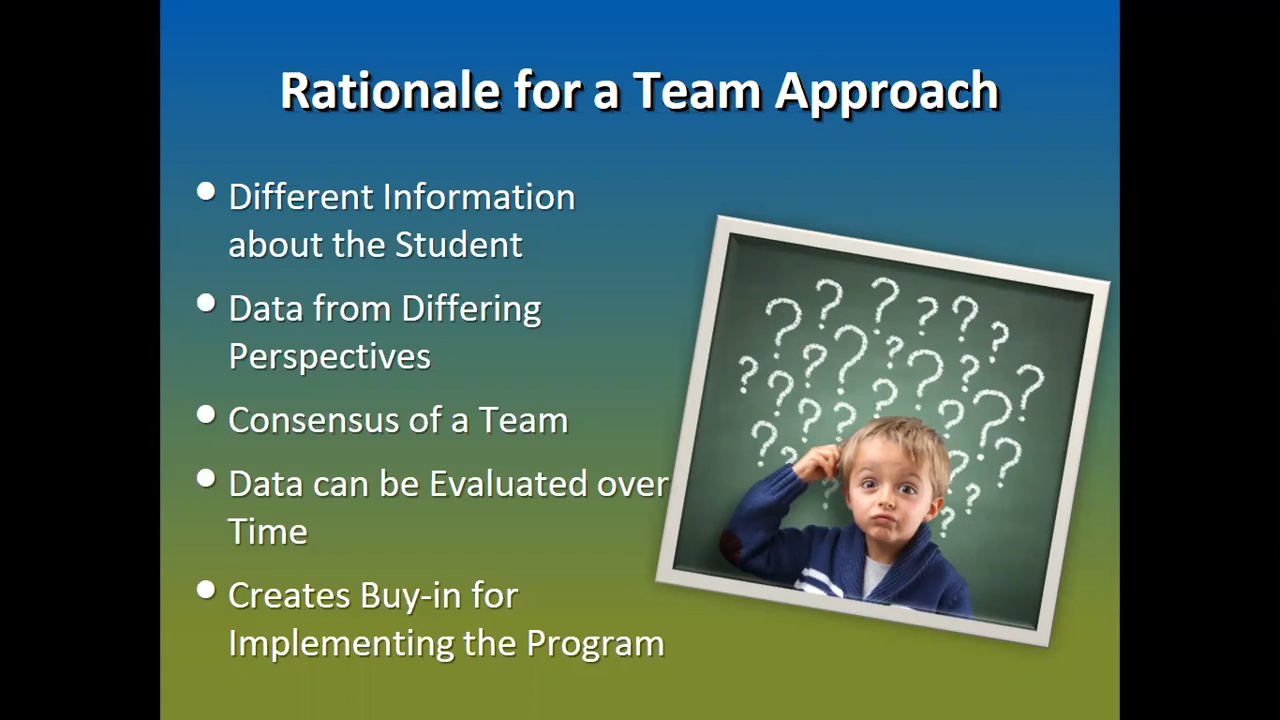 Rationale for a Team Approach
• Different Information
about the Student
• Data from Differing
Perspectives
• Consensus of a Team
• Data can be Evaluated over
Time
• Creates Buy-in for
Implementing the Program